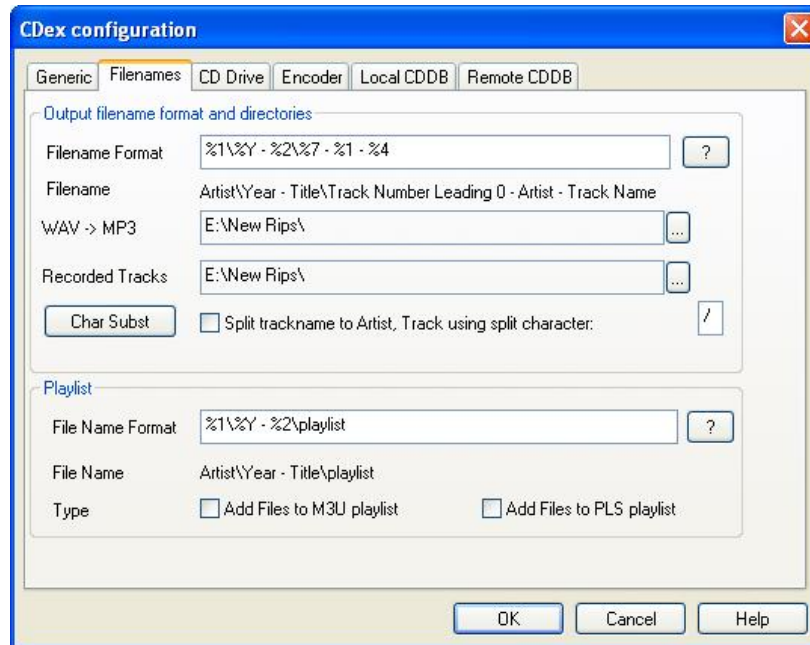 CDex configuration
Generic Filenames CD Drive Encoder Local CDDB Remote CDDB
Output filename format and directories
Filename Format %1\%Y - %2\%7 - %1 - %4 ?
Filename Artist\Year - Title\Track Number Leading 0 - Artist - Track Name
WAV -> MP3 E:\New Rips\ ...
Recorded Tracks E:\New Rips\ ...
Char Subst Split trackname to Artist, Track using split character: /
Playlist
File Name Format %1\%Y - %2\playlist ?
File Name Artist\Year - Title\playlist
Type Add Files to M3U playlist Add Files to PLS playlist
OK Cancel Help